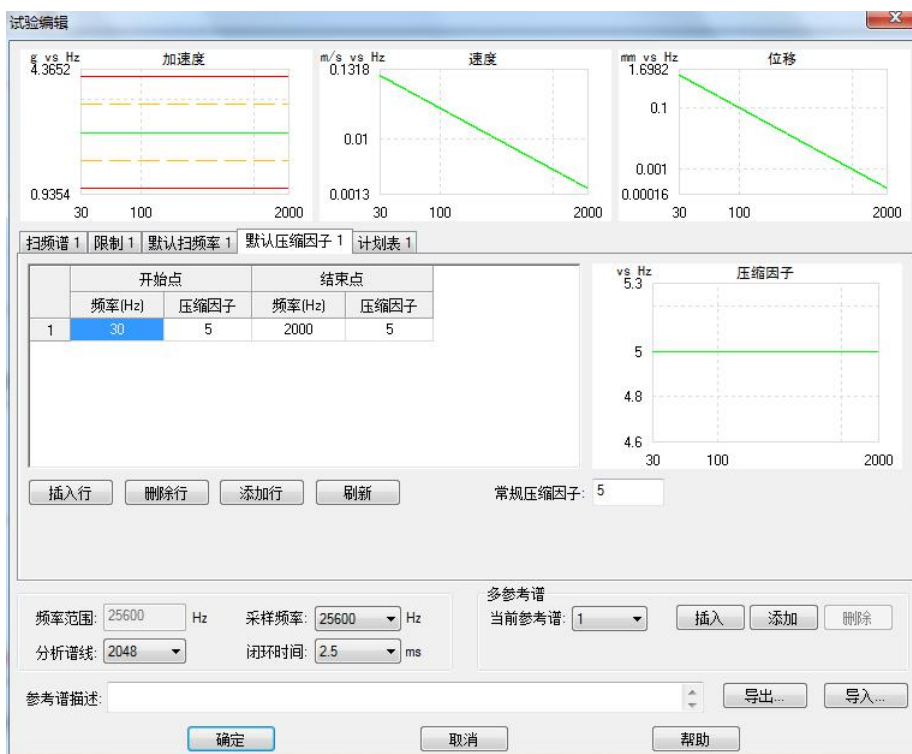 试验编辑
g vs Hz 加速度
4.3652
0.9354
30 100 2000
m/s vs Hz 速度
0.1318
0.01
0.0013
30 100 2000
mm vs Hz 位移
1.6982
0.1
0.001
0.00016
30 100 2000
扫频谱 1 限制 1 默认扫频率 1 默认压缩因子 1 计划表 1
开始点 结束点
频率(Hz) 压缩因子 频率(Hz) 压缩因子
1 30 5 2000 5
vs Hz 压缩因子
5.3
5
4.8
4.6
30 100 2000
插入行 删除行 添加行 刷新 常规压缩因子: 5
多参考谱
频率范围: 25600 Hz 采样频率: 25600 Hz 当前参考谱: 1 插入 添加 删除
分析谱线: 2048 闭环时间: 2.5 ms
参考谱描述: 导出... 导入...
确定 取消 帮助